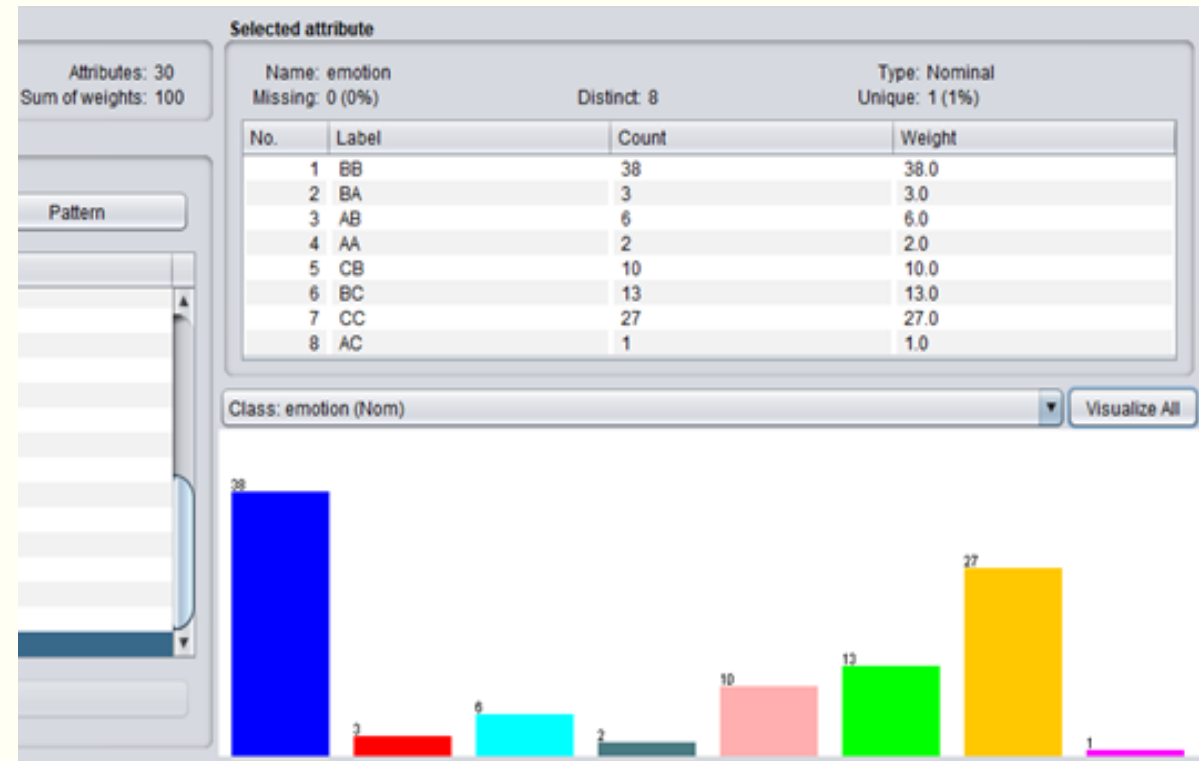 Selected attribute
Attributes: 30
Sum of weights: 100
Name: emotion
Type: Nominal
Missing: 0 (0%)
Distinct: 8
Unique: 1 (1%)
No. Label Count Weight
1 BB 38 38.0
2 BA 3 3.0
3 AB 6 6.0
4 AA 2 2.0
5 CB 10 10.0
6 BC 13 13.0
7 CC 27 27.0
8 AC 1 1.0
Pattern
Class: emotion (Nom)
Visualize All
38
3
6
2
10
13
27
1